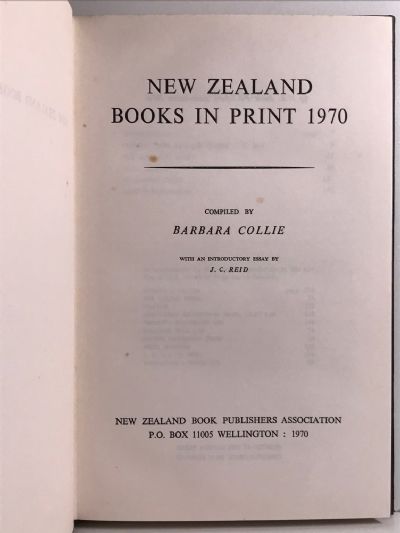 NEW ZEALAND
BOOKS IN PRINT 1970
COMPILED BY
BARBARA COLLIE
WITH AN INTRODUCTORY ESSAY BY
J. C. REID
NEW ZEALAND BOOK PUBLISHERS ASSOCIATION
P.O. BOX 11005 WELLINGTON : 1970